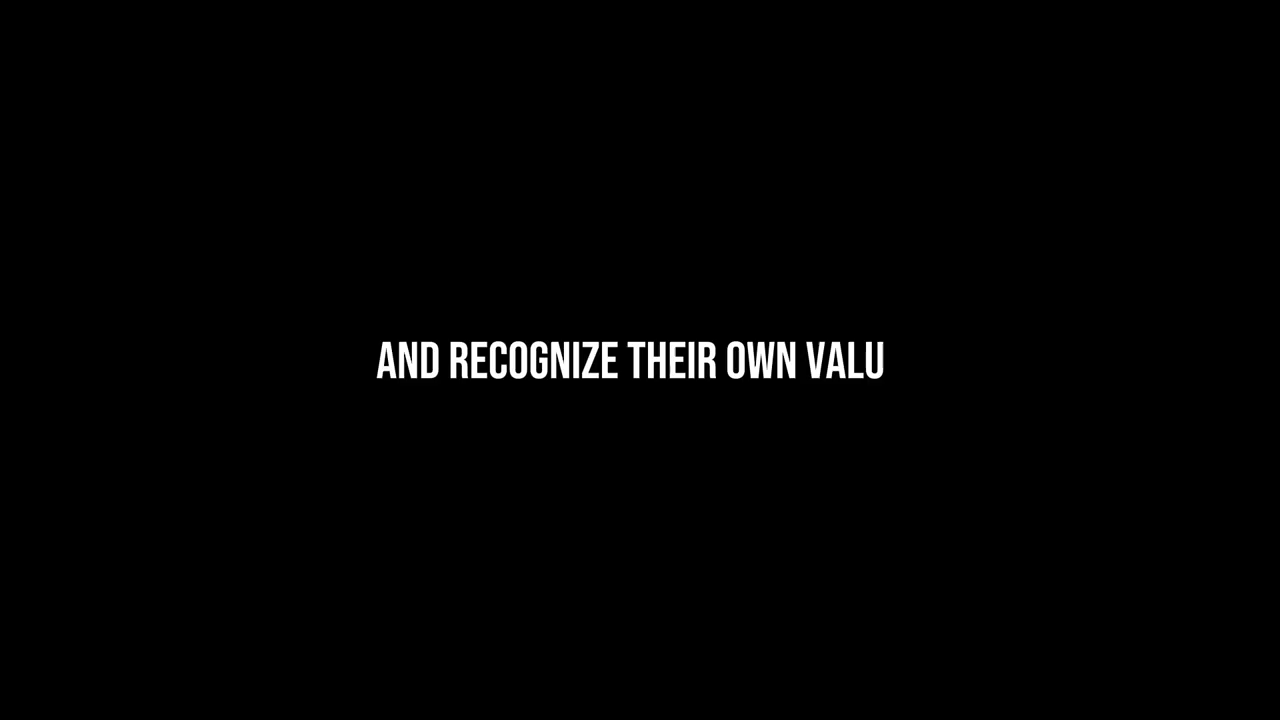 AND RECOGNIZE THEIR OWN VALU